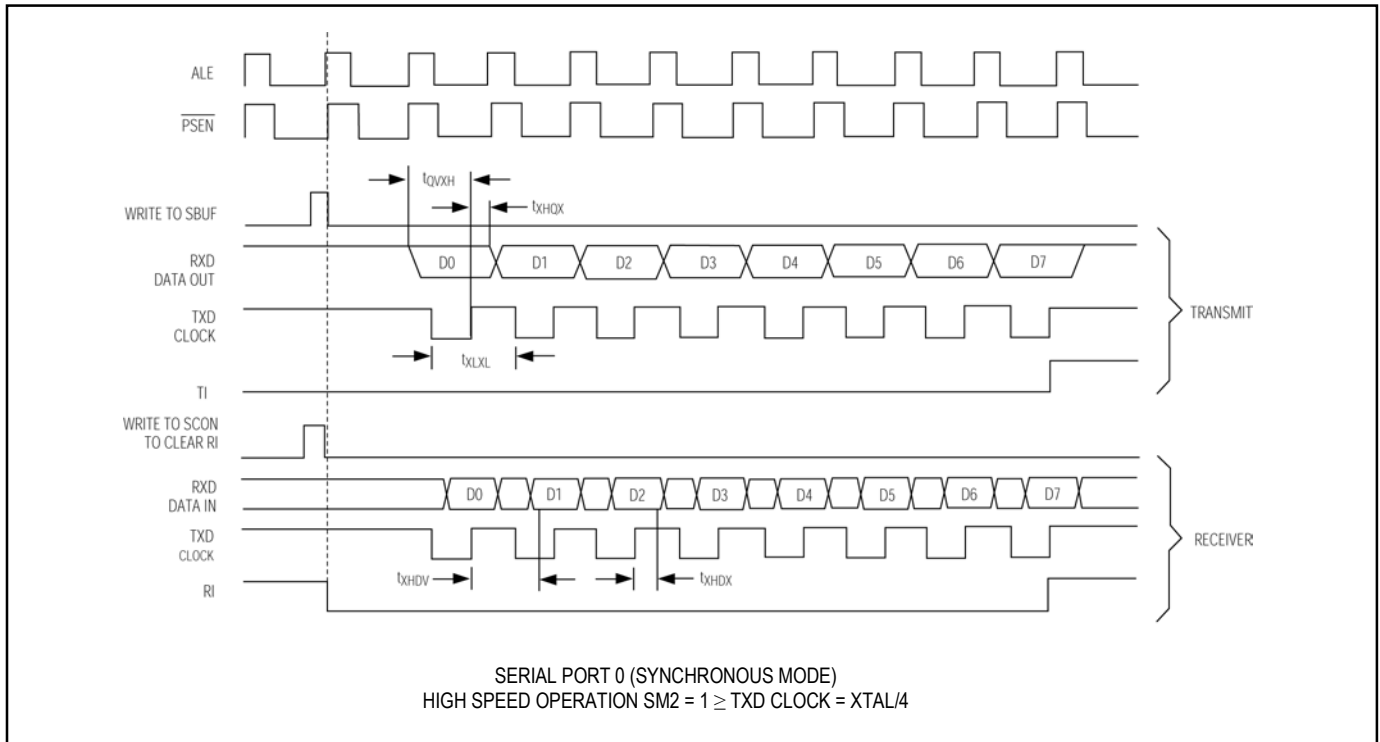 ALE
PSEN
tQVXH
tXHQX
WRITE TO SBUF
RXD
DATA OUT
D0 D1 D2 D3 D4 D5 D6 D7
TXD
CLOCK
TRANSMIT
tXLXL
TI
WRITE TO SCON
TO CLEAR RI
RXD
DATA IN
D0 D1 D2 D3 D4 D5 D6 D7
TXD
CLOCK
RECEIVER
tXHDV tXHDX
RI
SERIAL PORT 0 (SYNCHRONOUS MODE)
HIGH SPEED OPERATION SM2 = 1 ≥ TXD CLOCK = XTAL/4